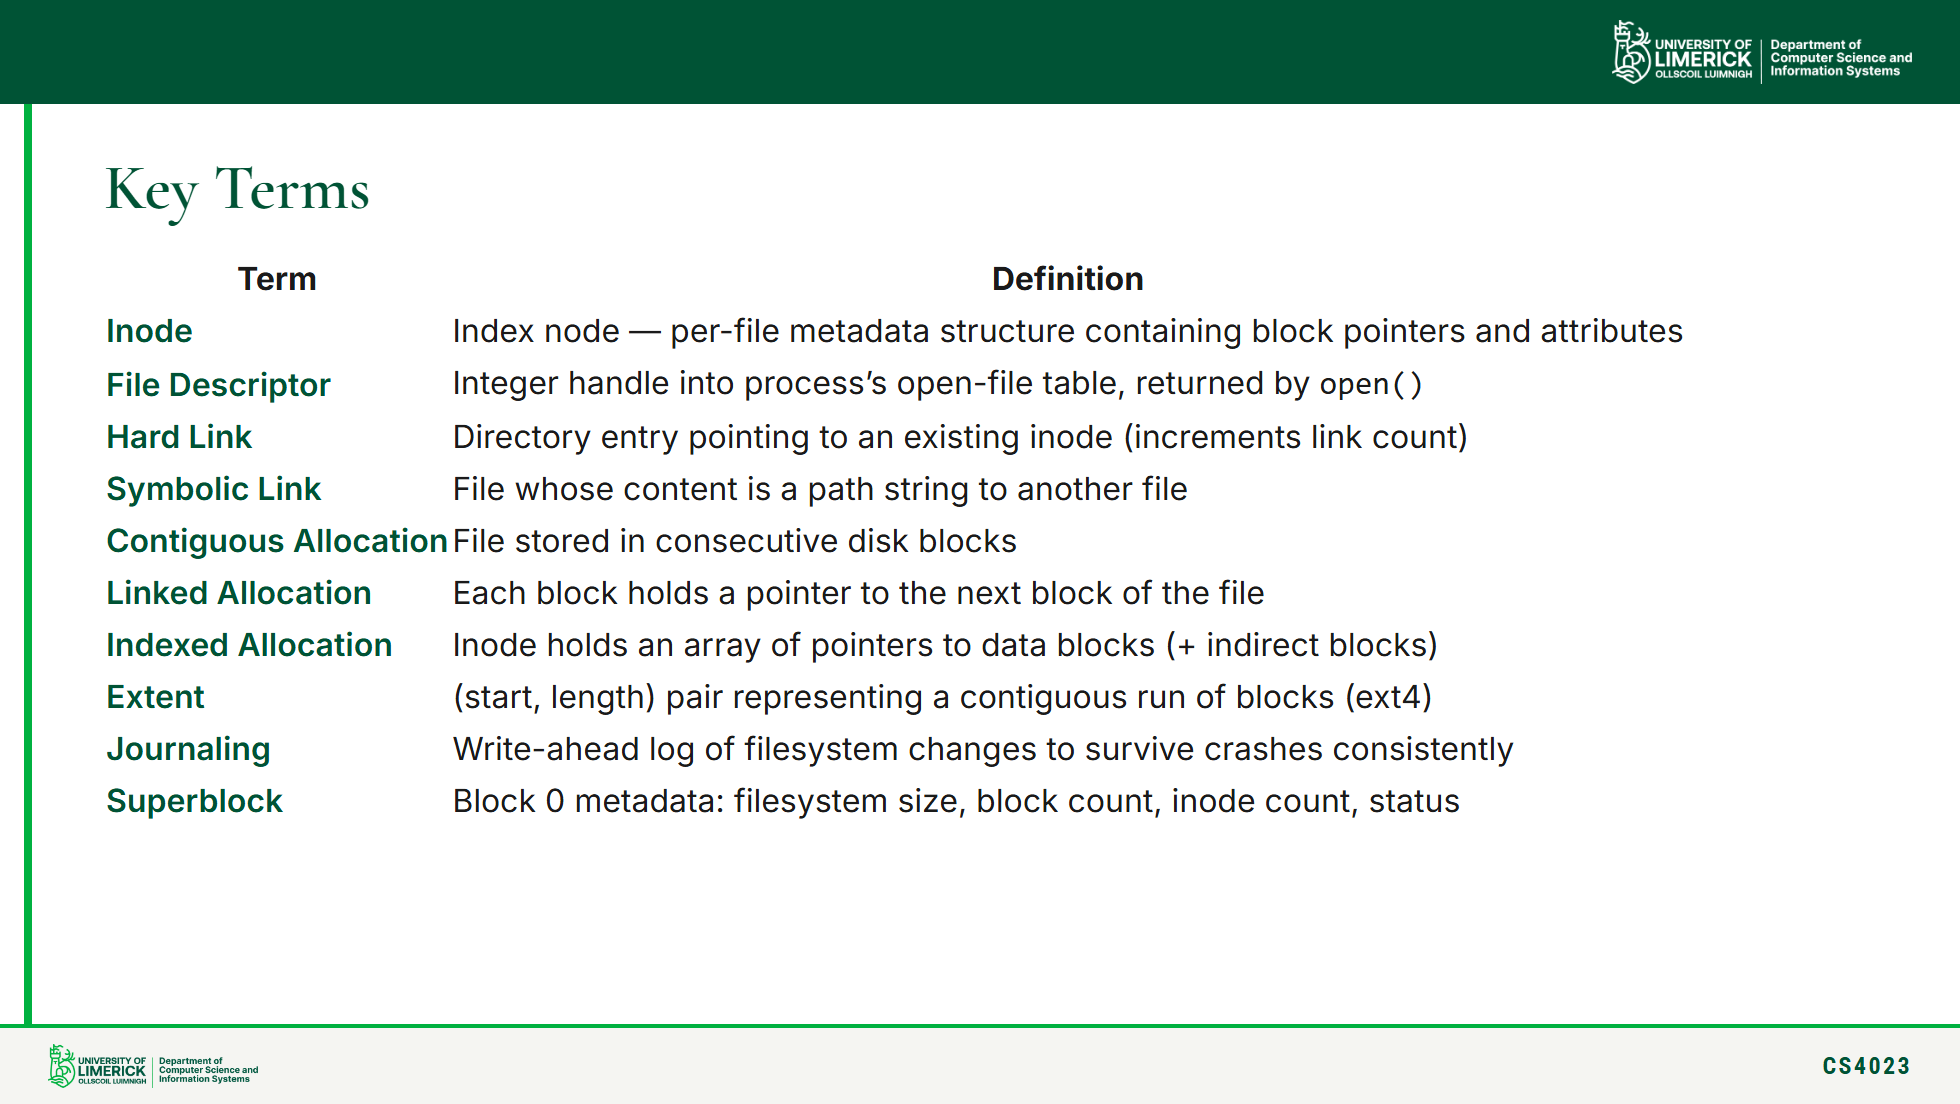 UNIVERSITY OF
LIMERICK
OLLSCOIL LUIMNIGH
Department of
Computer Science and
Information Systems
Key Terms
Term Definition
Inode Index node — per-file metadata structure containing block pointers and attributes
File Descriptor Integer handle into process’s open-file table, returned by open()
Hard Link Directory entry pointing to an existing inode (increments link count)
Symbolic Link File whose content is a path string to another file
Contiguous Allocation File stored in consecutive disk blocks
Linked Allocation Each block holds a pointer to the next block of the file
Indexed Allocation Inode holds an array of pointers to data blocks (+ indirect blocks)
Extent (start, length) pair representing a contiguous run of blocks (ext4)
Journaling Write-ahead log of filesystem changes to survive crashes consistently
Superblock Block 0 metadata: filesystem size, block count, inode count, status
UNIVERSITY OF
LIMERICK
OLLSCOIL LUIMNIGH
Department of
Computer Science and
Information Systems
CS4023